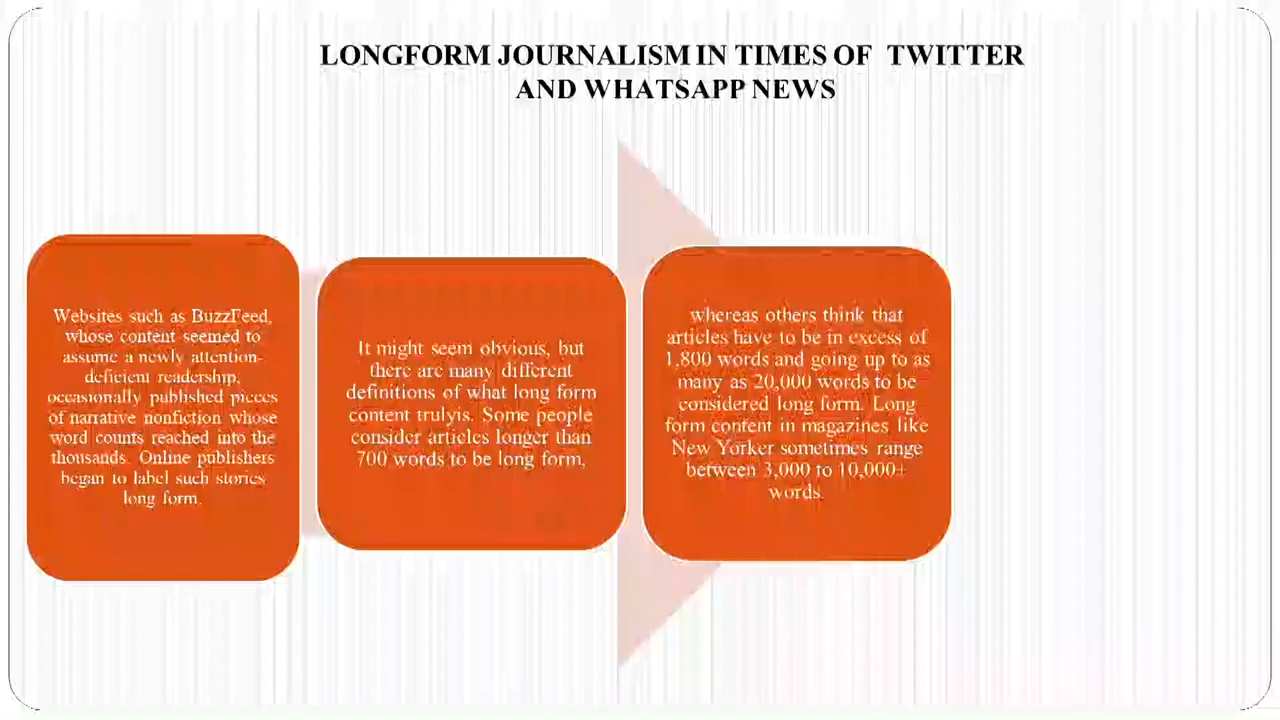 LONGFORM JOURNALISM IN TIMES OF TWITTER
AND WHATSAPP NEWS
Websites such as BuzzFeed,
whose content seemed to
assume a newly attention-
deficient readership,
occasionally published pieces
of narrative nonfiction whose
word counts reached into the
thousands. Online publishers
began to label such stories
long form.
It might seem obvious, but
there are many different
definitions of what long form
content trulyis. Some people
consider articles longer than
700 words to be long form,
whereas others think that
articles have to be in excess of
1,800 words and going up to as
many as 20,000 words to be
considered long form. Long
form content in magazines like
New Yorker sometimes range
between 3,000 to 10,000+
words.